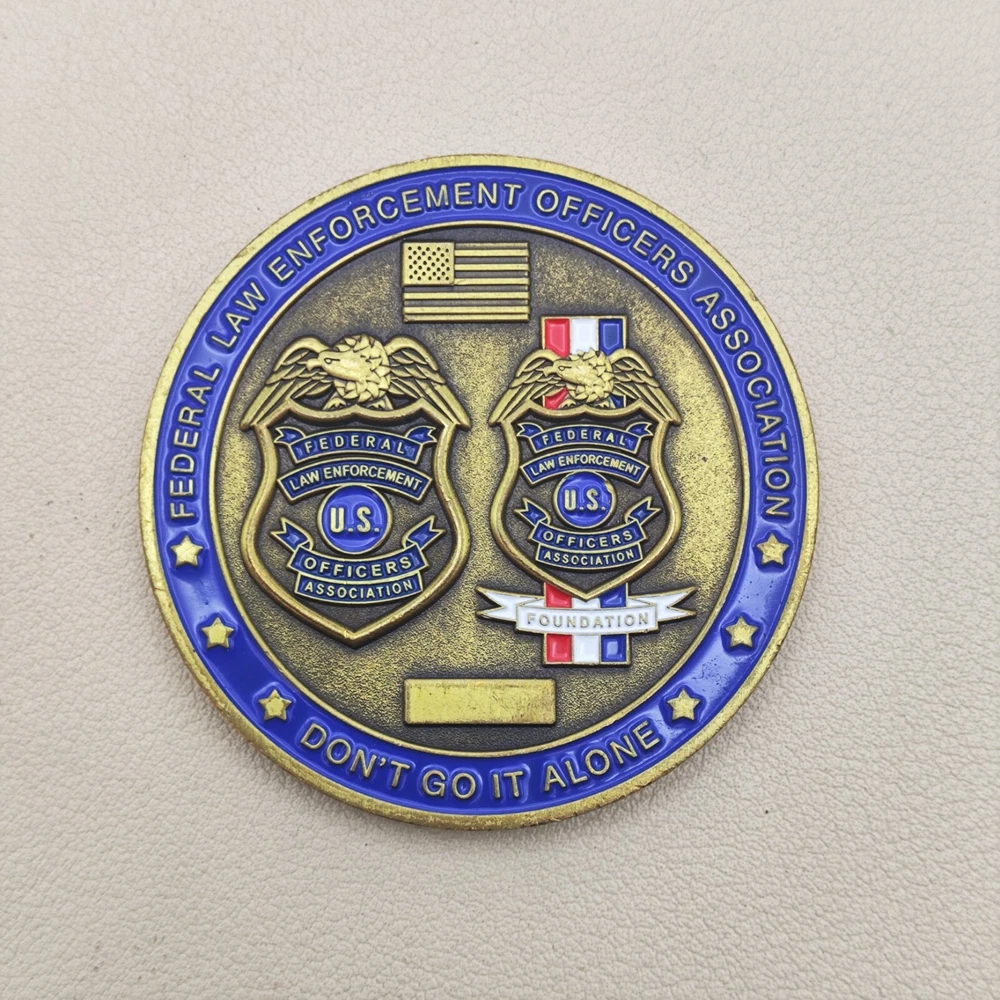 FEDERAL LAW ENFORCEMENT OFFICERS ASSOCIATION
FEDERAL
LAW ENFORCEMENT
U.S.
OFFICERS
ASSOCIATION
FEDERAL
LAW ENFORCEMENT
U.S.
OFFICERS
ASSOCIATION
FOUNDATION
DON'T GO IT ALONE